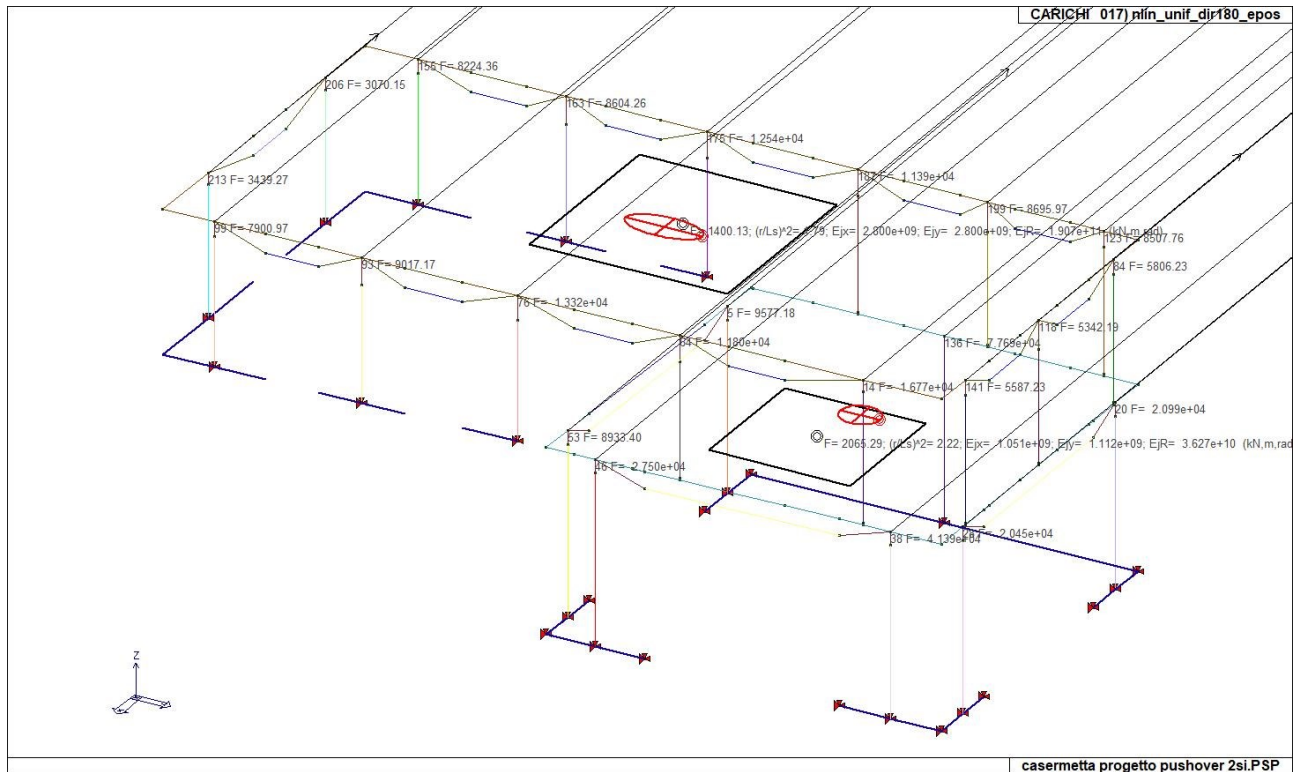 CARICHI 017) nlin_unif_dir180_epos
155 F= 8224.36
206 F= 3070.15
163 F= 8604.26
175 F= 1.254e+04
213 F= 3439.27
187 F= 1.139e+04
199 F= 8695.97
99 F= 7900.97
F= 1400.13; (r/Ls)^2= 1.79; Ejx= 2.800e+09; Ejy= 2.800e+09; EjR= 1.907e+11 (kN,m,rad)
123 F= 8507.76
93 F= 9017.17
84 F= 5806.23
76 F= 1.332e+04
5 F= 9577.18
118 F= 5342.19
64 F= 1.180e+04
136 F= 7.769e+04
14 F= 1.677e+04
141 F= 5587.23
20 F= 2.099e+04
53 F= 8933.40
F= 2065.29; (r/Ls)^2= 2.22; Ejx= 1.051e+09; Ejy= 1.112e+09; EjR= 3.627e+10 (kN,m,rad
46 F= 2.750e+04
F= 2.045e+04
38 F= 4.139e+04
Z
casermetta progetto pushover 2si.PSP